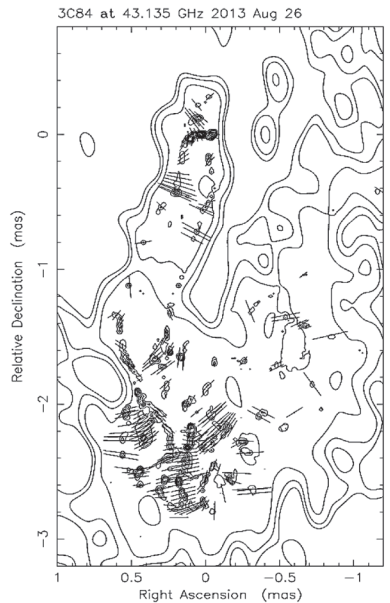 3C84 at 43.135 GHz 2013 Aug 26
0
−1
−2
−3
Relative Declination (mas)
1 0.5 0 −0.5 −1
Right Ascension (mas)